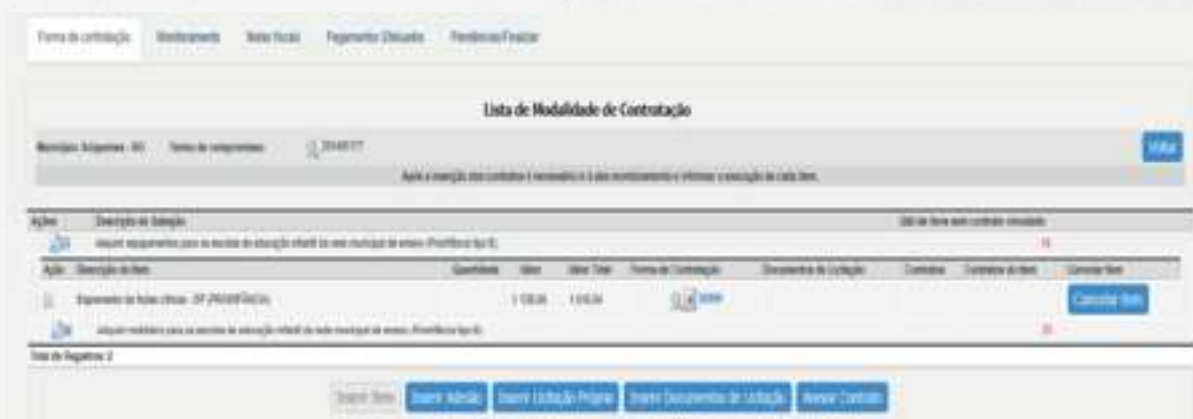 Forma de contratação Monitoramento Notas Fiscais Pagamentos Efetuados Pendências/Finalizar
Lista de Modalidade de Contratação
Município: Ariquemes - RO Termo de compromisso:
Voltar
Após a inserção dos contratos é necessário ir à aba monitoramento e informar a execução de cada item.
Ações Descrição da Subação
Adquirir equipamentos para as escolas de educação infantil da rede municipal de ensino. (Proinfância tipo B).
Ação Descrição do Item Quantidade Valor Valor Total Forma de Contratação Documentos da Licitação Contratos Contratos do Item Cancelar Item
Cancelar Item
Adquirir mobiliário para as escolas de educação infantil da rede municipal de ensino. (Proinfância tipo B).
Total de Registros: 2
Inserir Itens Inserir Adesão Inserir Licitação Própria Inserir Documentos de Licitação Anexar Contrato